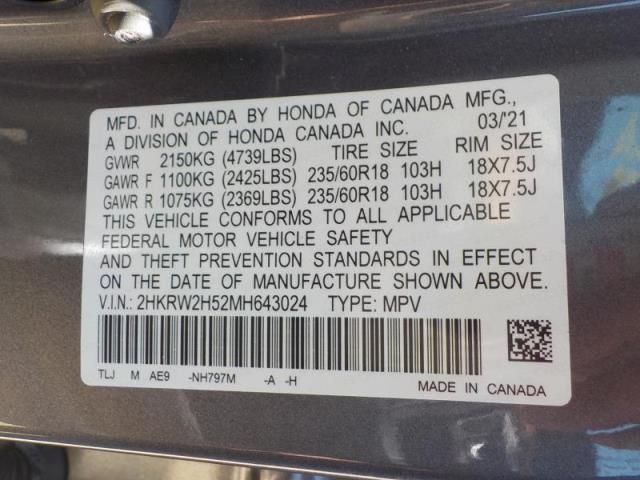 MFD. IN CANADA BY HONDA OF CANADA MFG.,
A DIVISION OF HONDA CANADA INC. 03/'21
GVWR 2150KG (4739LBS) TIRE SIZE RIM SIZE
GAWR F 1100KG (2425LBS) 235/60R18 103H 18X7.5J
GAWR R 1075KG (2369LBS) 235/60R18 103H 18X7.5J
THIS VEHICLE CONFORMS TO ALL APPLICABLE
FEDERAL MOTOR VEHICLE SAFETY
AND THEFT PREVENTION STANDARDS IN EFFECT
ON THE DATE OF MANUFACTURE SHOWN ABOVE.
V.I.N.: 2HKRW2H52MH643024 TYPE: MPV
TLJ M AE9 -NH797M -A -H
MADE IN CANADA